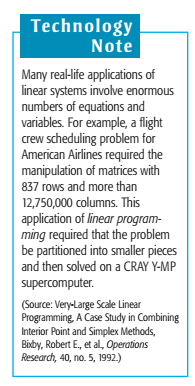 Technology
Note
Many real-life applications of
linear systems involve enormous
numbers of equations and
variables. For example, a flight
crew scheduling problem for
American Airlines required the
manipulation of matrices with
837 rows and more than
12,750,000 columns. This
application of linear program-
ming required that the problem
be partitioned into smaller pieces
and then solved on a CRAY Y-MP
supercomputer.
(Source: Very-Large Scale Linear
Programming, A Case Study in Combining
Interior Point and Simplex Methods,
Bixby, Robert E., et al., Operations
Research, 40, no. 5, 1992.)